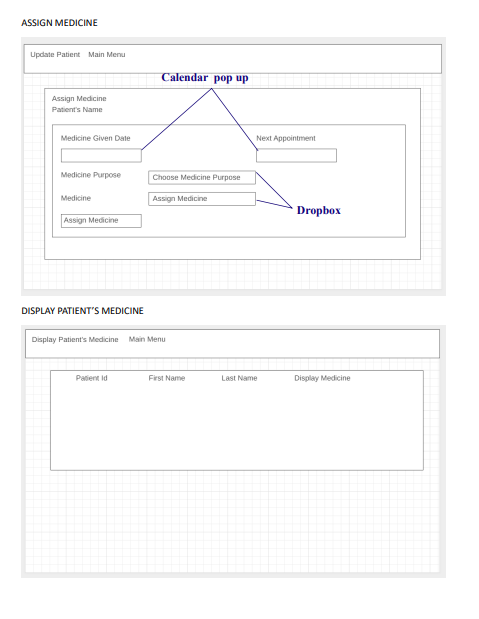 ASSIGN MEDICINE
Update Patient Main Menu
Calendar pop up
Assign Medicine
Patient's Name
Medicine Given Date Next Appointment
Medicine Purpose Choose Medicine Purpose
Medicine Assign Medicine
Dropbox
Assign Medicine
DISPLAY PATIENT'S MEDICINE
Display Patient's Medicine Main Menu
Patient Id First Name Last Name Display Medicine